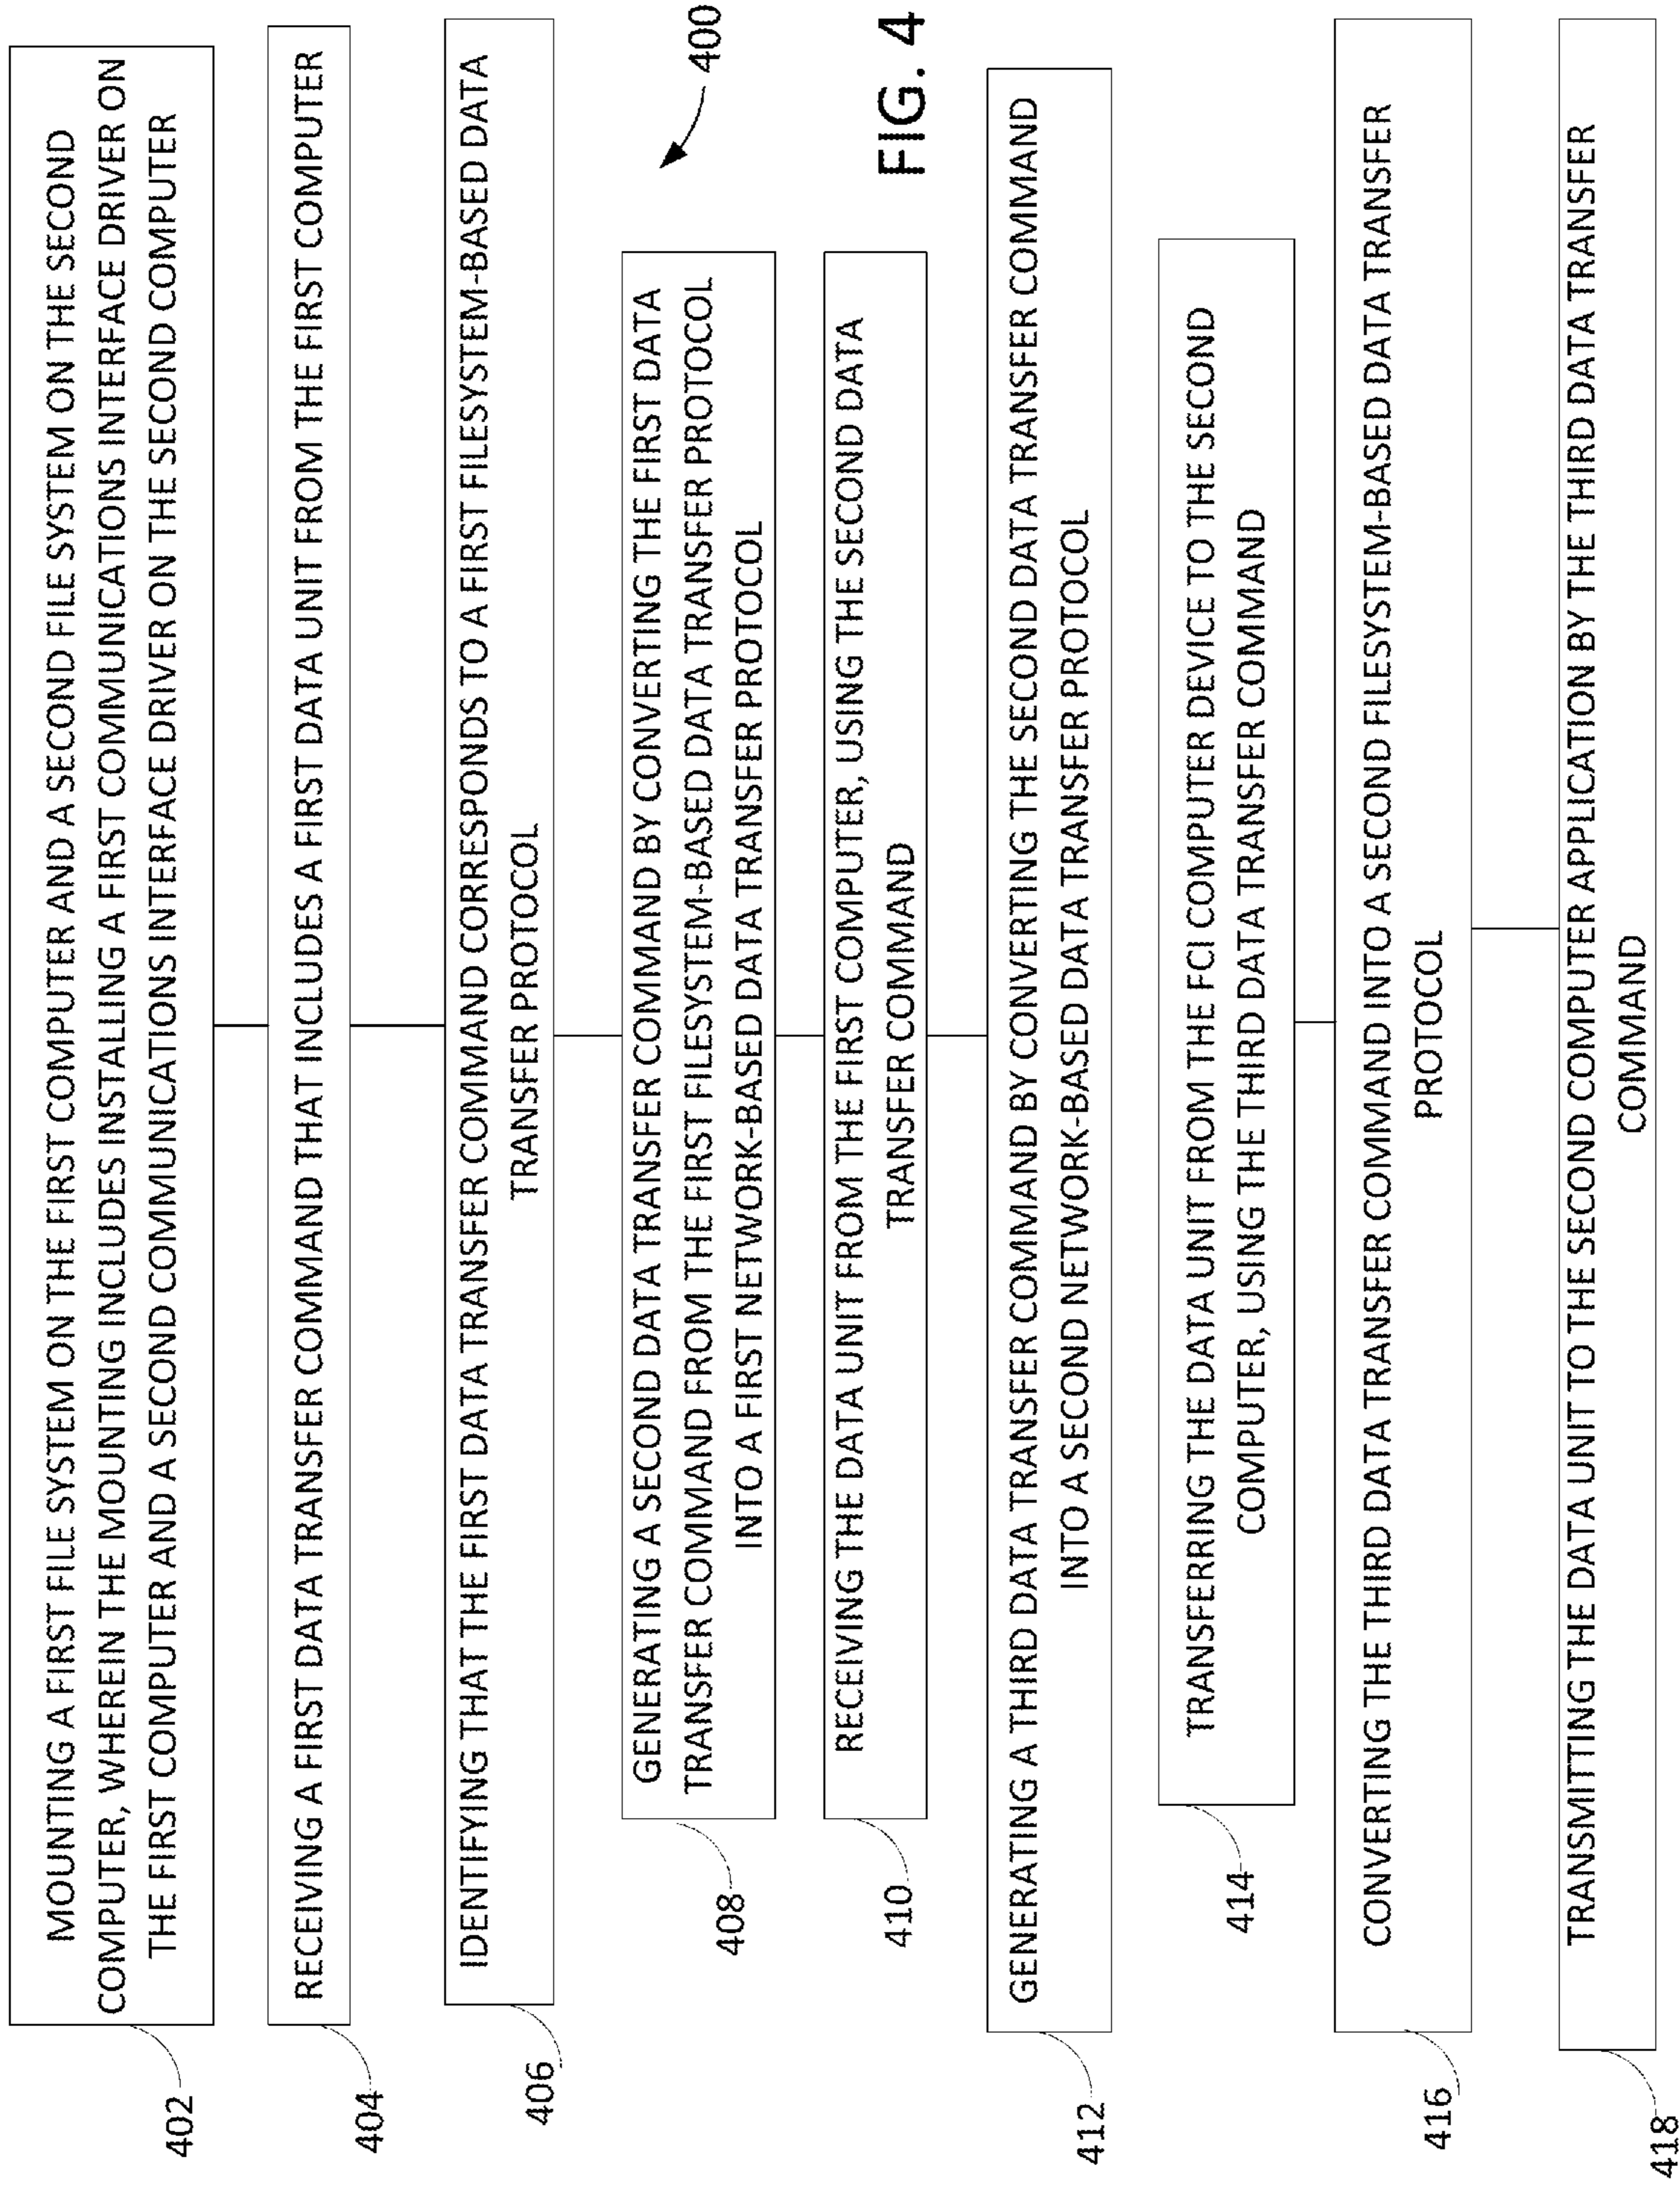 402
MOUNTING A FIRST FILE SYSTEM ON THE FIRST COMPUTER AND A SECOND FILE SYSTEM ON THE SECOND
COMPUTER, WHEREIN THE MOUNTING INCLUDES INSTALLING A FIRST COMMUNICATIONS INTERFACE DRIVER ON
THE FIRST COMPUTER AND A SECOND COMMUNICATIONS INTERFACE DRIVER ON THE SECOND COMPUTER
404
RECEIVING A FIRST DATA TRANSFER COMMAND THAT INCLUDES A FIRST DATA UNIT FROM THE FIRST COMPUTER
406
IDENTIFYING THAT THE FIRST DATA TRANSFER COMMAND CORRESPONDS TO A FIRST FILESYSTEM-BASED DATA
TRANSFER PROTOCOL
400
408
GENERATING A SECOND DATA TRANSFER COMMAND BY CONVERTING THE FIRST DATA
TRANSFER COMMAND FROM THE FIRST FILESYSTEM-BASED DATA TRANSFER PROTOCOL
INTO A FIRST NETWORK-BASED DATA TRANSFER PROTOCOL
410
RECEIVING THE DATA UNIT FROM THE FIRST COMPUTER, USING THE SECOND DATA
TRANSFER COMMAND
FIG. 4
412
GENERATING A THIRD DATA TRANSFER COMMAND BY CONVERTING THE SECOND DATA TRANSFER COMMAND
INTO A SECOND NETWORK-BASED DATA TRANSFER PROTOCOL
414
TRANSFERRING THE DATA UNIT FROM THE FCI COMPUTER DEVICE TO THE SECOND
COMPUTER, USING THE THIRD DATA TRANSFER COMMAND
416
CONVERTING THE THIRD DATA TRANSFER COMMAND INTO A SECOND FILESYSTEM-BASED DATA TRANSFER
PROTOCOL
418
TRANSMITTING THE DATA UNIT TO THE SECOND COMPUTER APPLICATION BY THE THIRD DATA TRANSFER
COMMAND